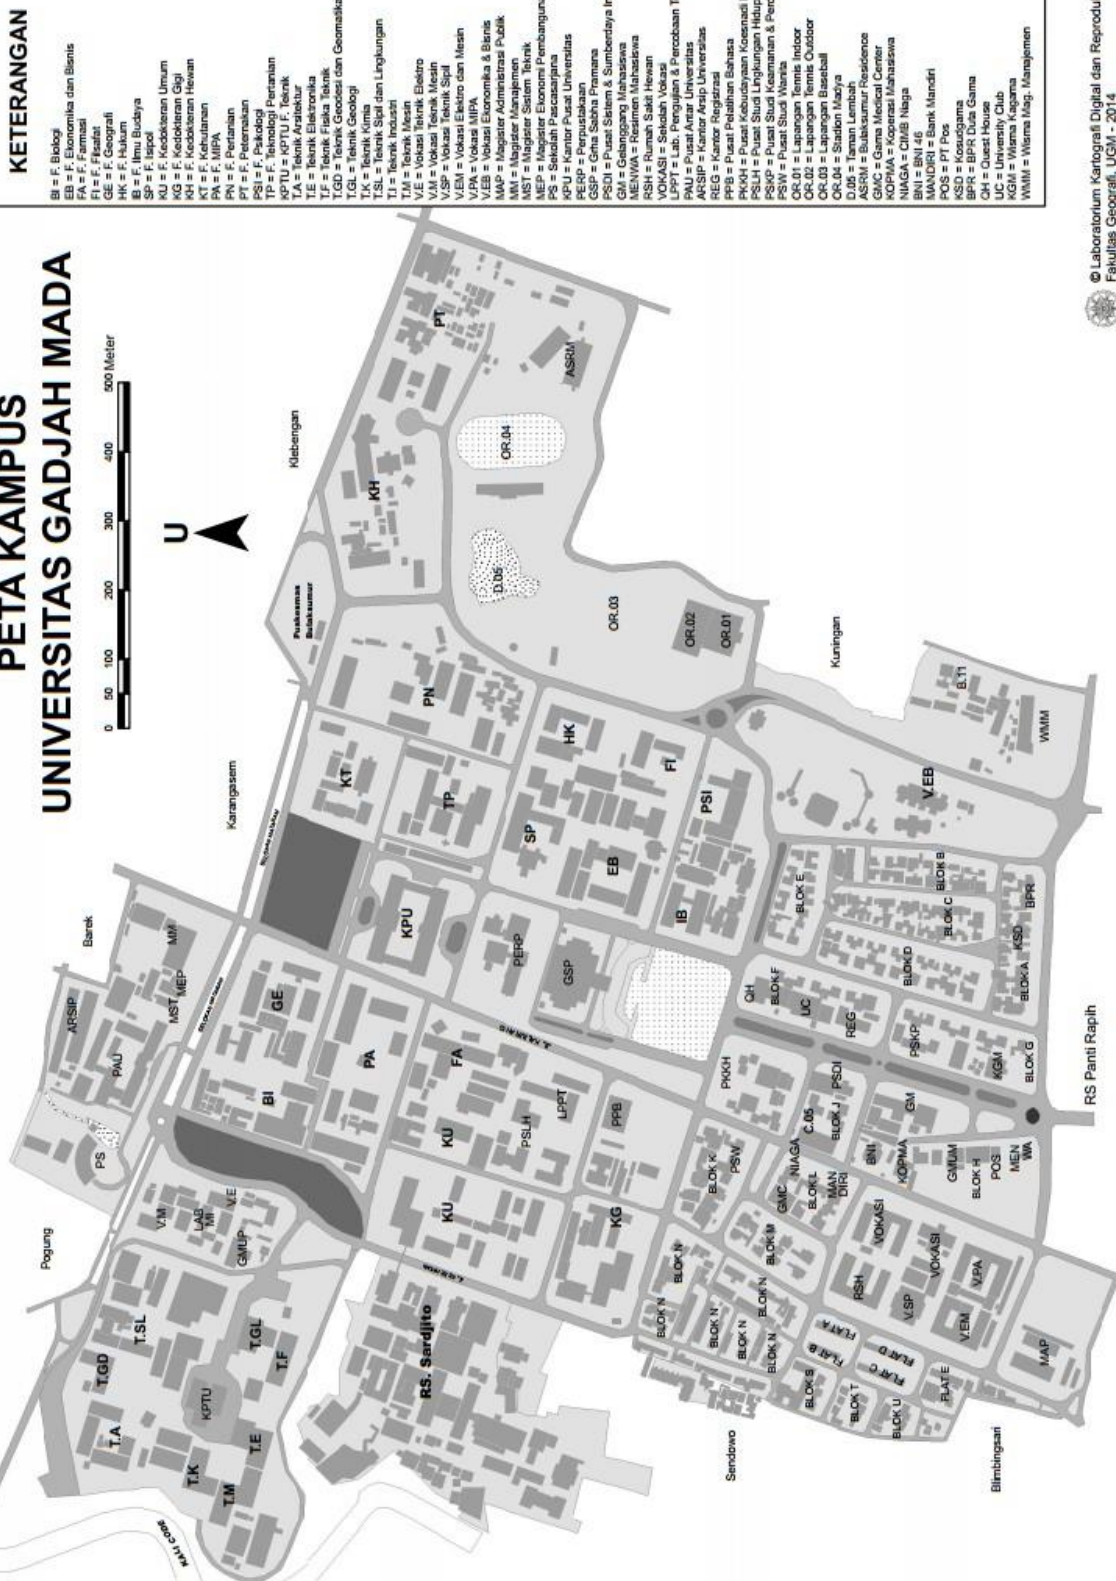 PETA KAMPUS
UNIVERSITAS GADJAH MADA
0 50 100 200 300 400 500 Meter
U
KETERANGAN
BI = F. Biologi
EB = F. Ekomika dan Bisnis
FA = F. Farmasi
FI = F. Filsafat
GE = F. Geografi
HK = F. Hukum
IB = F. Ilmu Budaya
SP = F. Isipol
KU = F. Kedokteran Umum
KG = F. Kedokteran Gigi
KH = F. Kedokteran Hewan
KT = F. Kehutanan
PA = F. MIPA
PN = F. Pertanian
PT = F. Peternakan
PSI = F. Psikologi
TP = F. Teknologi Pertanian
KPTU = KPTU F. Teknik
T.A = Teknik Arsitektur
T.E = Teknik Elektronika
T.F = Teknik Fisika Teknik
T.GD = Teknik Geodesi dan Geomatika
T.GL = Teknik Geologi
T.K = Teknik Kimia
T.SL = Teknik Sipil dan Lingkungan
T.I = Teknik Industri
T.M = Teknik Mesin
V.E = Vokasi Teknik Elektro
V.M = Vokasi Teknik Mesin
V.SP = Vokasi Teknik Sipil
V.EM = Vokasi Elektro dan Mesin
V.PA = Vokasi MIPA
V.EB = Vokasi Ekonomika & Bisnis
MAP = Magister Administrasi Publik
MM = Magister Manajemen
MST = Magister Sistem Teknik
MEP = Magister Ekonomi Pembanguna
PS = Sekolah Pascasarjana
KPU = Kantor Pusat Universitas
PERP = Perpustakaan
GSP = Grha Sabha Pramana
PSDI = Pusat Sistem & Sumberdaya In
GM = Gelanggang Mahasiswa
MENWA = Resimen Mahasiswa
RSH = Rumah Sakit Hewan
VOKASI = Sekolah Vokasi
LPPT = Lab. Pengujian & Percobaan T
PAU = Pusat Antar Universitas
ARSIP = Kantor Arsip Universitas
REG = Kantor Registrasi
PPB = Pusat Pelatihan Bahasa
PKKH = Pusat Kebudayaan Koesnadi
PSLH = Pusat Studi Lingkungan Hidup
PSKP = Pusat Studi Keamanan & Perd
PSW = Pusat Studi Wanita
OR.01 = Lapangan Tennis Indoor
OR.02 = Lapangan Tennis Outdoor
OR.03 = Lapangan Baseball
OR.04 = Stadion Madya
D.05 = Taman Lembah
ASRM = Bulaksumur Residence
GMC = Gama Medical Center
KOPMA = Koperasi Mahasiswa
NIAGA = CIMB Niaga
BNI = BNI 46
MANDIRI = Bank Mandiri
POS = PT Pos
KSD = Kosudgama
BPR = BPR Duta Gama
QH = Quest House
UC = University Club
KGM = Wisma Kagama
WMM = Wisma Mag. Manajemen
© Laboratorium Kartografi Digital dan Reprodu
Fakultas Geografi, UGM, 2014
Pogung
Barek
Karangasem
Klebengan
Kuningan
Sendowo
Blimbingsari
RS Panti Rapih
KALI CODE
SELOKAN MATARAM
SELOKAN MATARAM
Puskesmas
Bulaksumur
ARSIP
PAU
PS
MM
MEP
MST
V.M
LAB
MI
V.E
GMUP
T.SL
T.GD
T.A
T.K
T.M
T.E
T.F
T.GL
KPTU
BI
GE
PA
KPU
KT
TP
PN
KH
PT
ASRM
OR.04
D.05
OR.03
OR.02
OR.01
HK
FI
SP
EB
PSI
IB
PERP
GSP
FA
KU
KU
PSLH
LPPT
PPB
KG
RS. Sardjito
PKKH
QH
BLOK F
UC
REG
PSDI
C.05
BLOK J
NIAGA
BLOK L
MAN
DIRI
GMC
PSW
BLOK K
BLOK M
BLOK N
BLOK N
BLOK N
BLOK N
BLOK N
BLOK N
BLOK S
BLOK T
BLOK U
FLAT A
FLAT B
FLAT C
FLAT D
FLAT E
RSH
VOKASI
VOKASI
V.SP
V.EM
V.PA
MAP
BNI
KOPMA
GM
GMUM
BLOK H
POS
MEN
WA
PSKP
KGM
BLOK G
BLOK E
BLOK D
BLOK C
BLOK B
BLOK A
KSD
BPR
V.EB
B.11
WMM